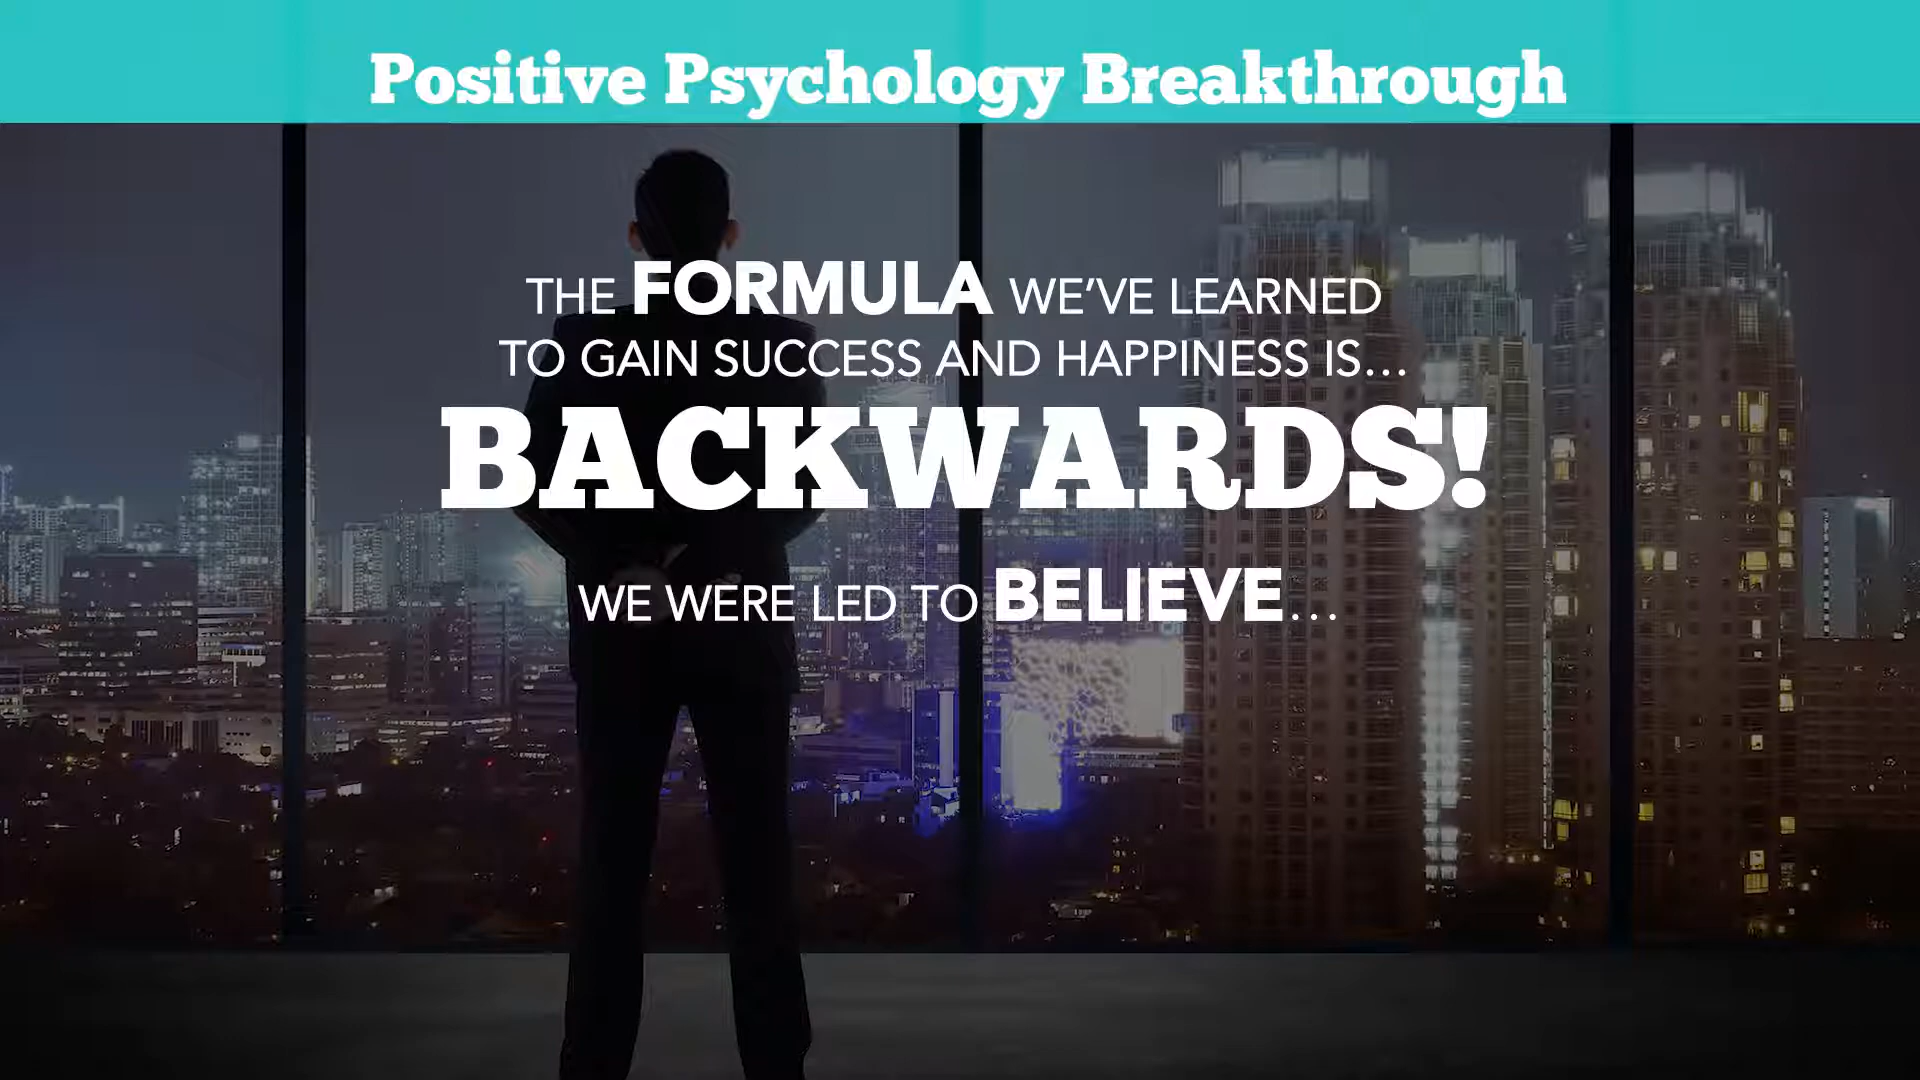 Positive Psychology Breakthrough
THE FORMULA WE’VE LEARNED
TO GAIN SUCCESS AND HAPPINESS IS...
BACKWARDS!
WE WERE LED TO BELIEVE...